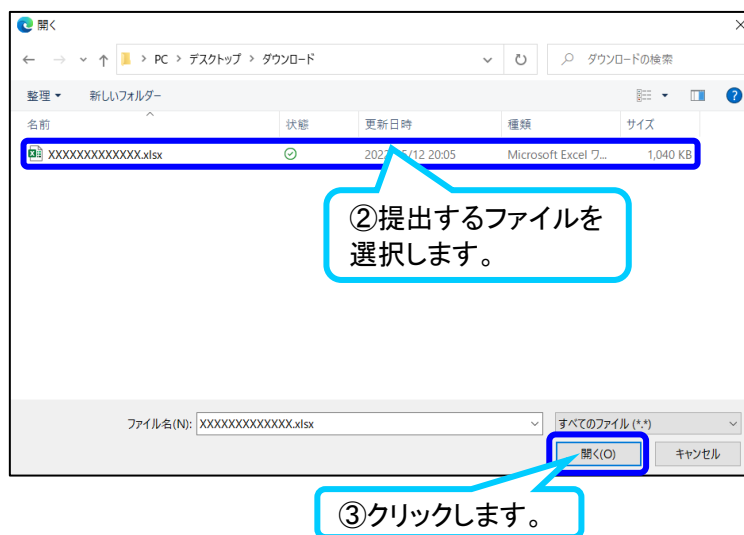 開く
PC > デスクトップ > ダウンロード
ダウンロードの検索
整理 新しいフォルダー
名前 状態 更新日時 種類 サイズ
XXXXXXXXXXXXX.xlsx 12 20:05 Microsoft Excel ワ... 1,040 KB
②提出するファイルを
選択します。
ファイル名(N): XXXXXXXXXXXXX.xlsx すべてのファイル (*.*)
開く(O) キャンセル
③クリックします。